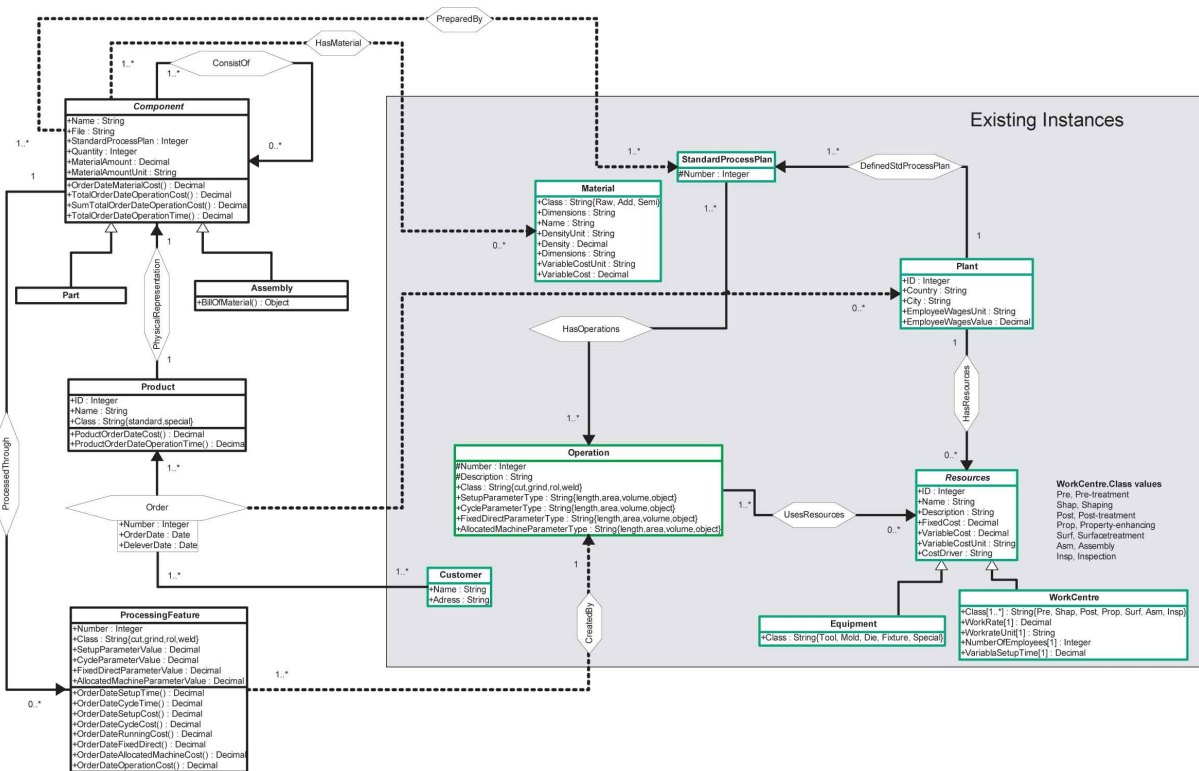 PreparedBy
HasMaterial
1..*
1..*
ConsistOf
1..*
Component
+Name : String
+File : String
+StandardProcessPlan : Integer
+Quantity : Integer
+MaterialAmount : Decimal
+MaterialAmountUnit : String
+OrderDateMaterialCost() : Decimal
+TotalOrderDateOperationCost() : Decimal
+SumTotalOrderDateOperationCost() : Decima
+TotalOrderDateOperationTime() : Decimal
1..*
1
0..*
Part
Assembly
+BillOfMaterial() : Object
1
PhysicalRepresentation
1
Product
+ID : Integer
+Name : String
+Class : String{standard,special}
+PoductOrderDateCost() : Decimal
+ProductOrderDateOperationTime() : Decima
1..*
ProcessedThrough
Order
+Number : Integer
+OrderDate : Date
+DeleverDate : Date
1..*
1..*
Customer
+Name : String
+Adress : String
ProcessingFeature
+Number : Integer
+Class : String{cut,grind,rol,weld}
+SetupParameterValue : Decimal
+CycleParameterValue : Decimal
+FixedDirectParameterValue : Decimal
+AllocatedMachineParameterValue : Decimal
+OrderDateSetupTime() : Decimal
+OrderDateCycleTime() : Decimal
+OrderDateSetupCost() : Decimal
+OrderDateCycleCost() : Decimal
+OrderDateRunningCost() : Decimal
+OrderDateFixedDirect() : Decimal
+OrderDateAllocatedMachineCost() : Decimal
+OrderDateOperationCost() : Decimal
0..*
1..*
Existing Instances
1..*
StandardProcessPlan
#Number : Integer
1..*
DefinedStdProcessPlan
1..*
1
Material
+Class : String{Raw, Add, Semi}
+Dimensions : String
+Name : String
+DensityUnit : String
+Density : Decimal
+Dimensions : String
+VariableCostUnit : String
+VariableCost : Decimal
0..*
Plant
+ID : Integer
+Country : String
+City : String
+EmployeeWagesUnit : String
+EmployeeWagesValue : Decimal
0..*
1
HasOperations
1..*
HasResources
0..*
Operation
#Number : Integer
#Description : String
+Class : String{cut,grind,rol,weld}
+SetupParameterType : String{length,area,volume,object}
+CycleParameterType : String{length,area,volume,object}
+FixedDirectParameterType : String{length,area,volume,object}
+AllocatedMachineParameterType : String{length,area,volume,object}
1..*
UsesResources
0..*
Resources
+ID : Integer
+Name : String
+Description : String
+FixedCost : Decimal
+VariableCost : Decimal
+VariableCostUnit : String
+CostDriver : String
WorkCentre.Class values
Pre, Pre-treatment
Shap, Shaping
Post, Post-treatment
Prop, Property-enhancing
Surf, Surfacetreatment
Asm, Assembly
Insp, Inspection
1
CreatedBy
Equipment
+Class : String{Tool, Mold, Die, Fixture, Special}
WorkCentre
+Class[1..*] : String{Pre, Shap, Post, Prop, Surf, Asm, Insp}
+WorkRate[1] : Decimal
+WorkrateUnit[1] : String
+NumberOfEmployees[1] : Integer
+VariablaSetupTime[1] : Decimal